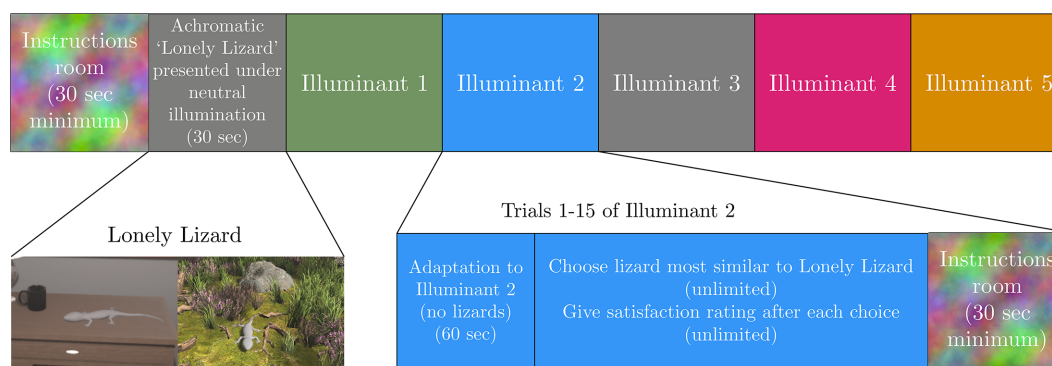 Instructions
room
(30 sec
minimum)
Achromatic
‘Lonely Lizard’
presented under
neutral
illumination
(30 sec)
Illuminant 1
Illuminant 2
Illuminant 3
Illuminant 4
Illuminant 5
Lonely Lizard
Trials 1-15 of Illuminant 2
Adaptation to
Illuminant 2
(no lizards)
(60 sec)
Choose lizard most similar to Lonely Lizard
(unlimited)
Give satisfaction rating after each choice
(unlimited)
Instructions
room
(30 sec
minimum)